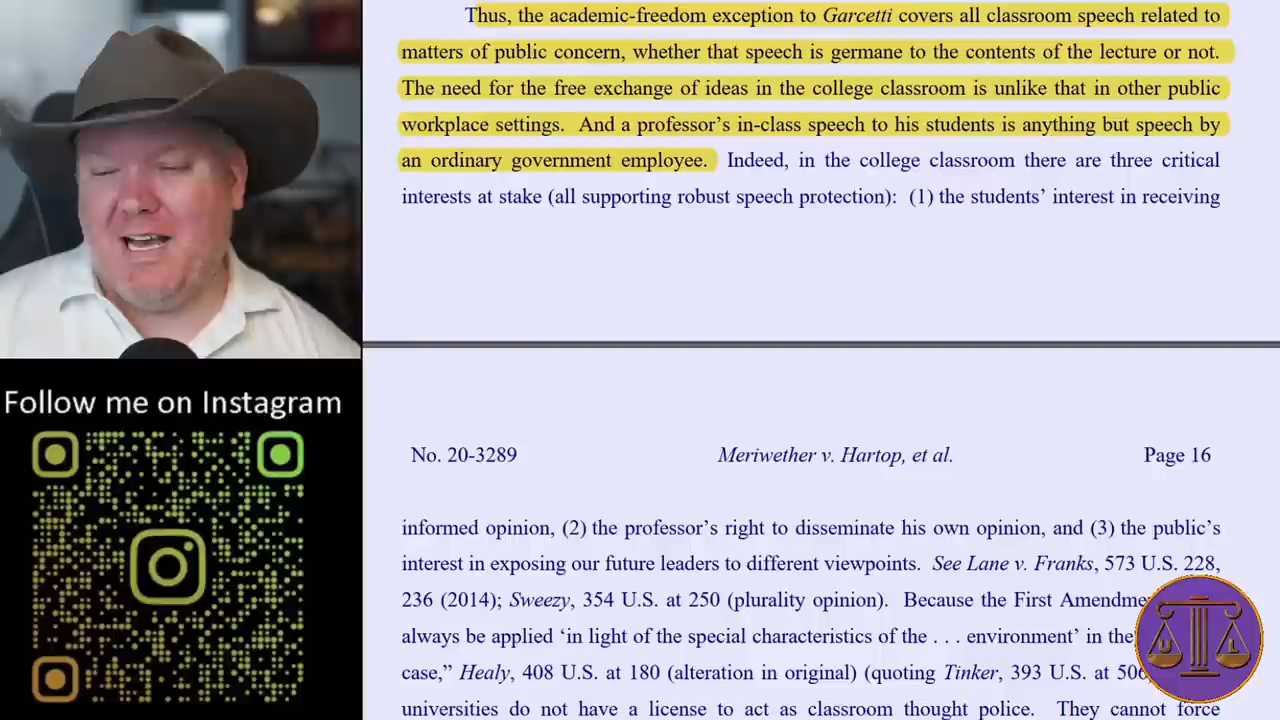 Thus, the academic-freedom exception to Garcetti covers all classroom speech related to
matters of public concern, whether that speech is germane to the contents of the lecture or not.
The need for the free exchange of ideas in the college classroom is unlike that in other public
workplace settings. And a professor's in-class speech to his students is anything but speech by
an ordinary government employee. Indeed, in the college classroom there are three critical
interests at stake (all supporting robust speech protection): (1) the students' interest in receiving
Follow me on Instagram
No. 20-3289 Meriwether v. Hartop, et al. Page 16
informed opinion, (2) the professor's right to disseminate his own opinion, and (3) the public's
interest in exposing our future leaders to different viewpoints. See Lane v. Franks, 573 U.S. 228,
236 (2014); Sweezy, 354 U.S. at 250 (plurality opinion). Because the First
always be applied 'in light of the special characteristics of the . . . environment' in
case," Healy, 408 U.S. at 180 (alteration in original) (quoting Tinker, 393 U.S. at
universities do not have a license to act as classroom thought police. They cannot force
U L